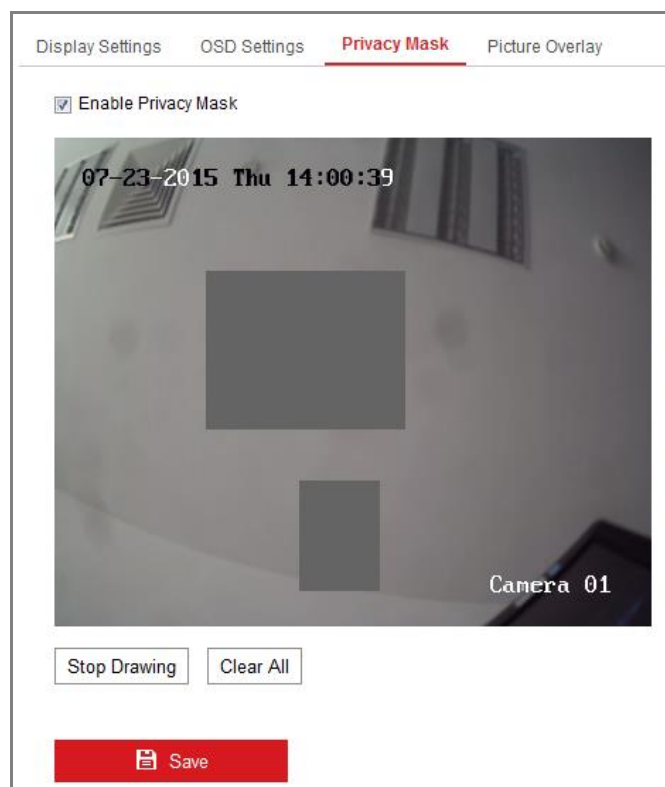 Display Settings OSD Settings Privacy Mask Picture Overlay
Enable Privacy Mask
07-23-2015 Thu 14:00:39
Camera 01
Stop Drawing Clear All
Save